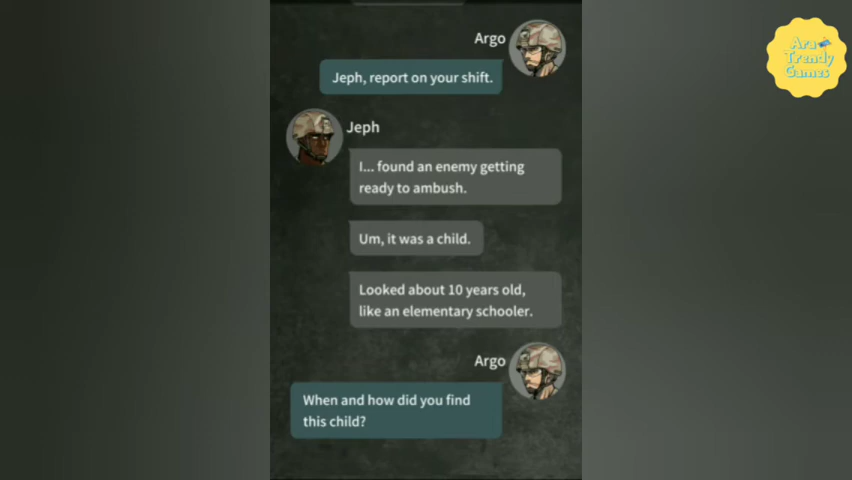 Argo
Jeph, report on your shift.
Jeph
I... found an enemy getting
ready to ambush.
Um, it was a child.
Looked about 10 years old,
like an elementary schooler.
Argo
When and how did you find
this child?
Ara
Trendy
Games